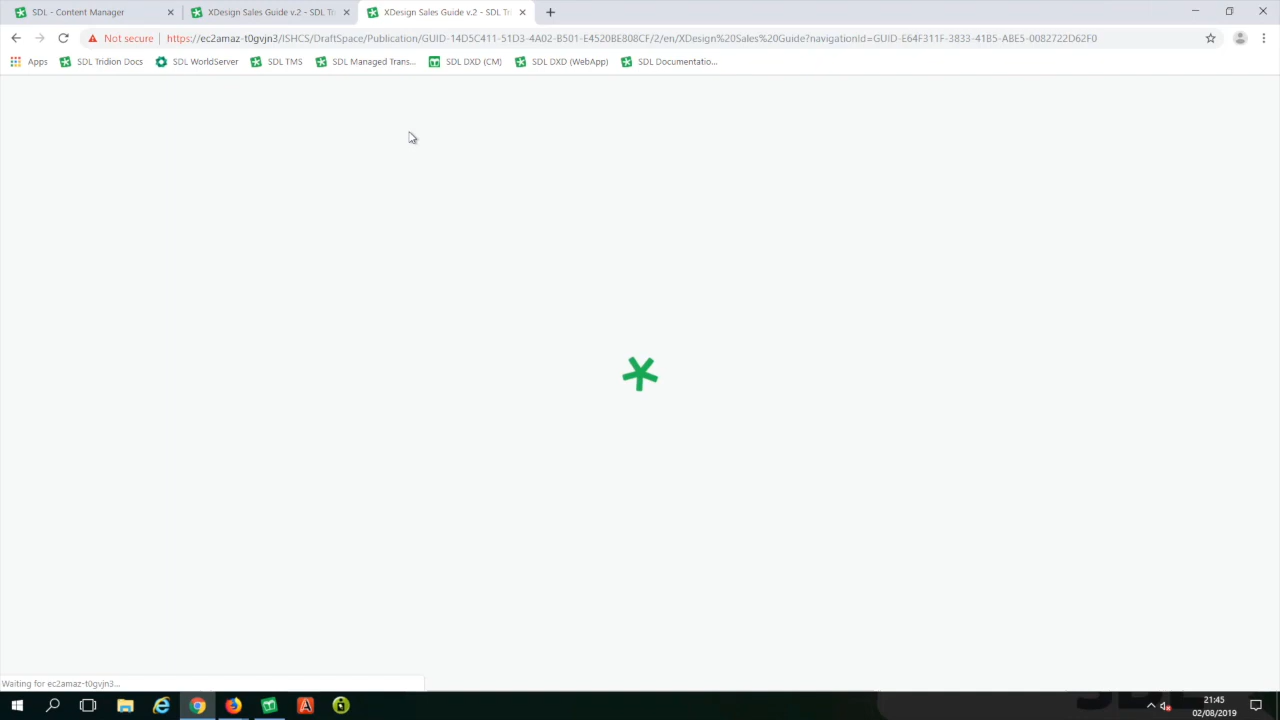 SDL - Content Manager
XDesign Sales Guide v.2 - SDL Tri
XDesign Sales Guide v.2 - SDL Tri
Not secure
https://ec2amaz-t0gvjn3/ISHCS/DraftSpace/Publication/GUID-14D5C411-51D3-4A02-B501-E4520BE808CF/2/en/XDesign%20Sales%20Guide?navigationId=GUID-E64F311F-3833-41B5-ABE5-0082722D62F0
Apps
SDL Tridion Docs
SDL WorldServer
SDL TMS
SDL Managed Trans...
SDL DXD (CM)
SDL DXD (WebApp)
SDL Documentatio...
Waiting for ec2amaz-t0gvjn3...
21:45
02/08/2019